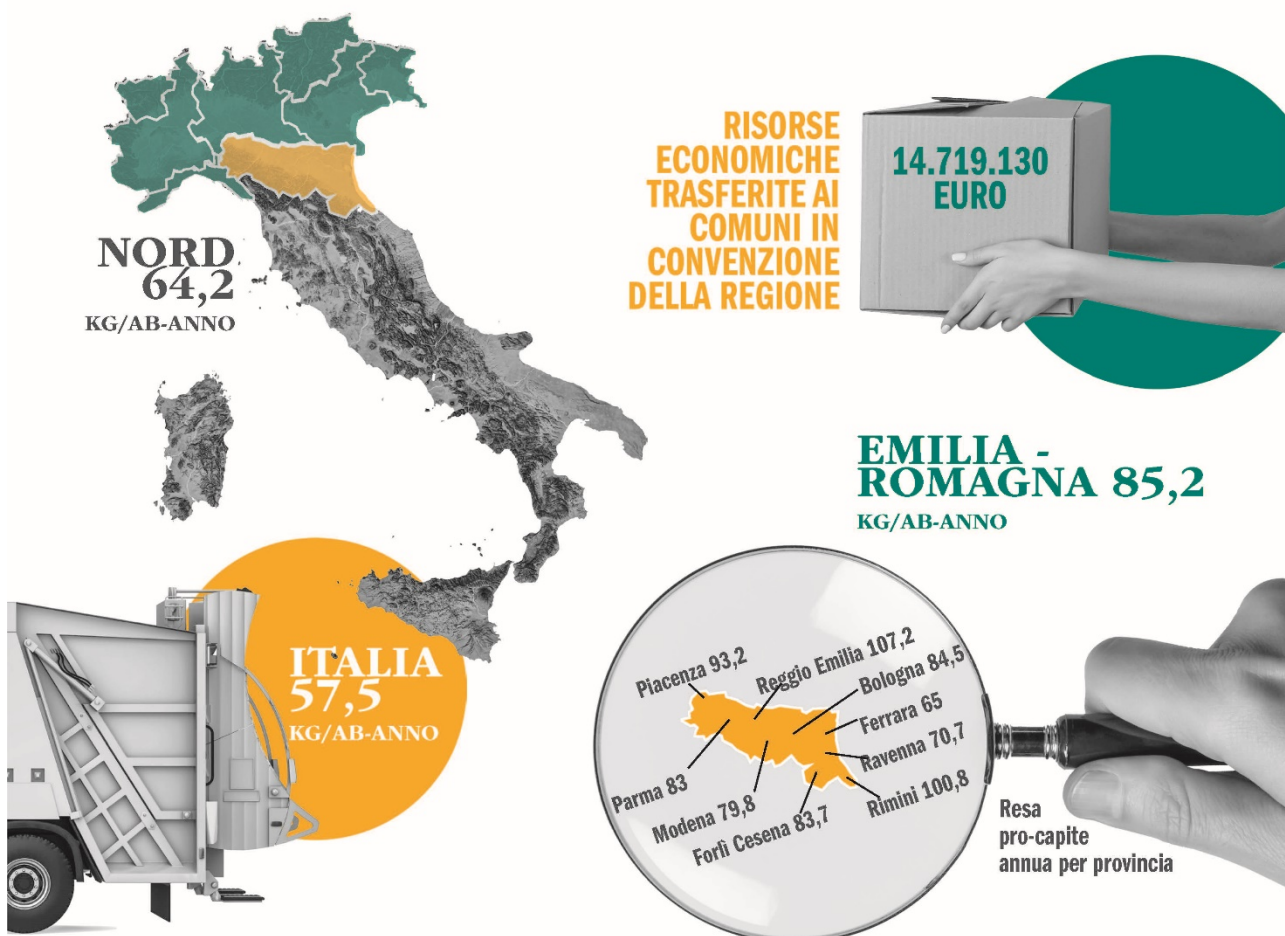 NORD
64,2
KG/AB-ANNO
RISORSE
ECONOMICHE
TRASFERITE AI
COMUNI IN
CONVENZIONE
DELLA REGIONE
14.719.130
EURO
ITALIA
57,5
KG/AB-ANNO
EMILIA -
ROMAGNA 85,2
KG/AB-ANNO
Piacenza 93,2
Reggio Emilia 107,2
Bologna 84,5
Ferrara 65
Ravenna 70,7
Rimini 100,8
Parma 83
Modena 79,8
Forlì Cesena 83,7
Resa
pro-capite
annua per provincia